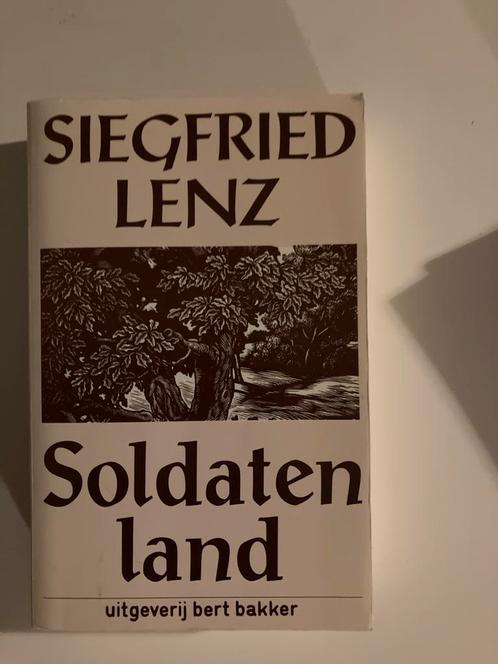 SIEGFRIED
LENZ
Soldaten
land
uitgeverij bert bakker